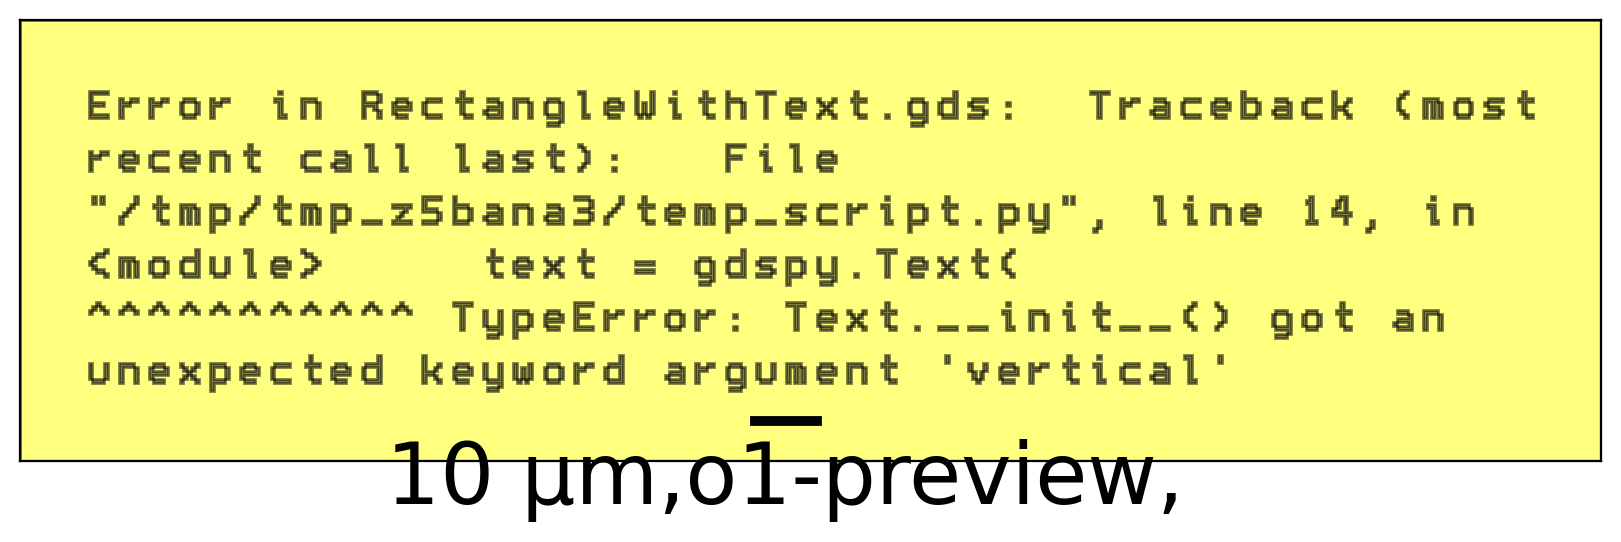 Error in RectangleWithText.gds:  Traceback (most
recent call last):   File
"/tmp/tmp_z5bana3/temp_script.py", line 14, in
<module>     text = gdspy.Text(
^^^^^^^^^^^ TypeError: Text.__init__() got an
unexpected keyword argument 'vertical'
10 µm,o1-preview,